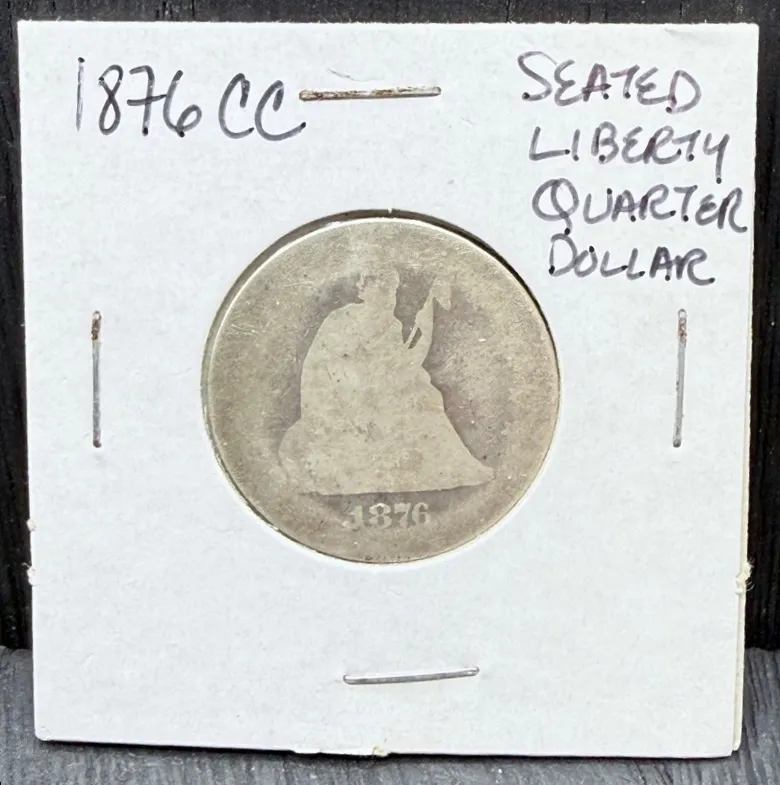 1876 CC
SEATED
LIBERTY
QUARTER
DOLLAR
1876